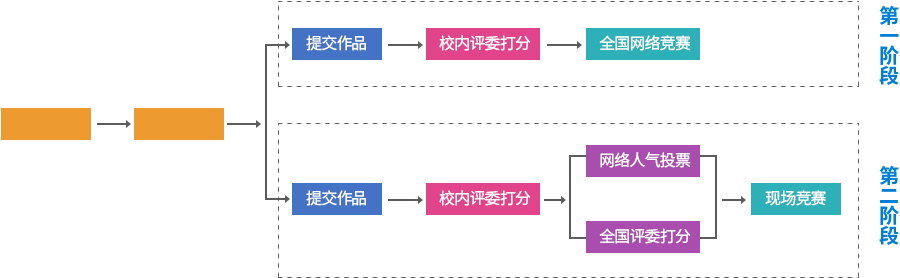 提交作品
校内评委打分
全国网络竞赛
第一阶段
提交作品
校内评委打分
网络人气投票
全国评委打分
现场竞赛
第二阶段